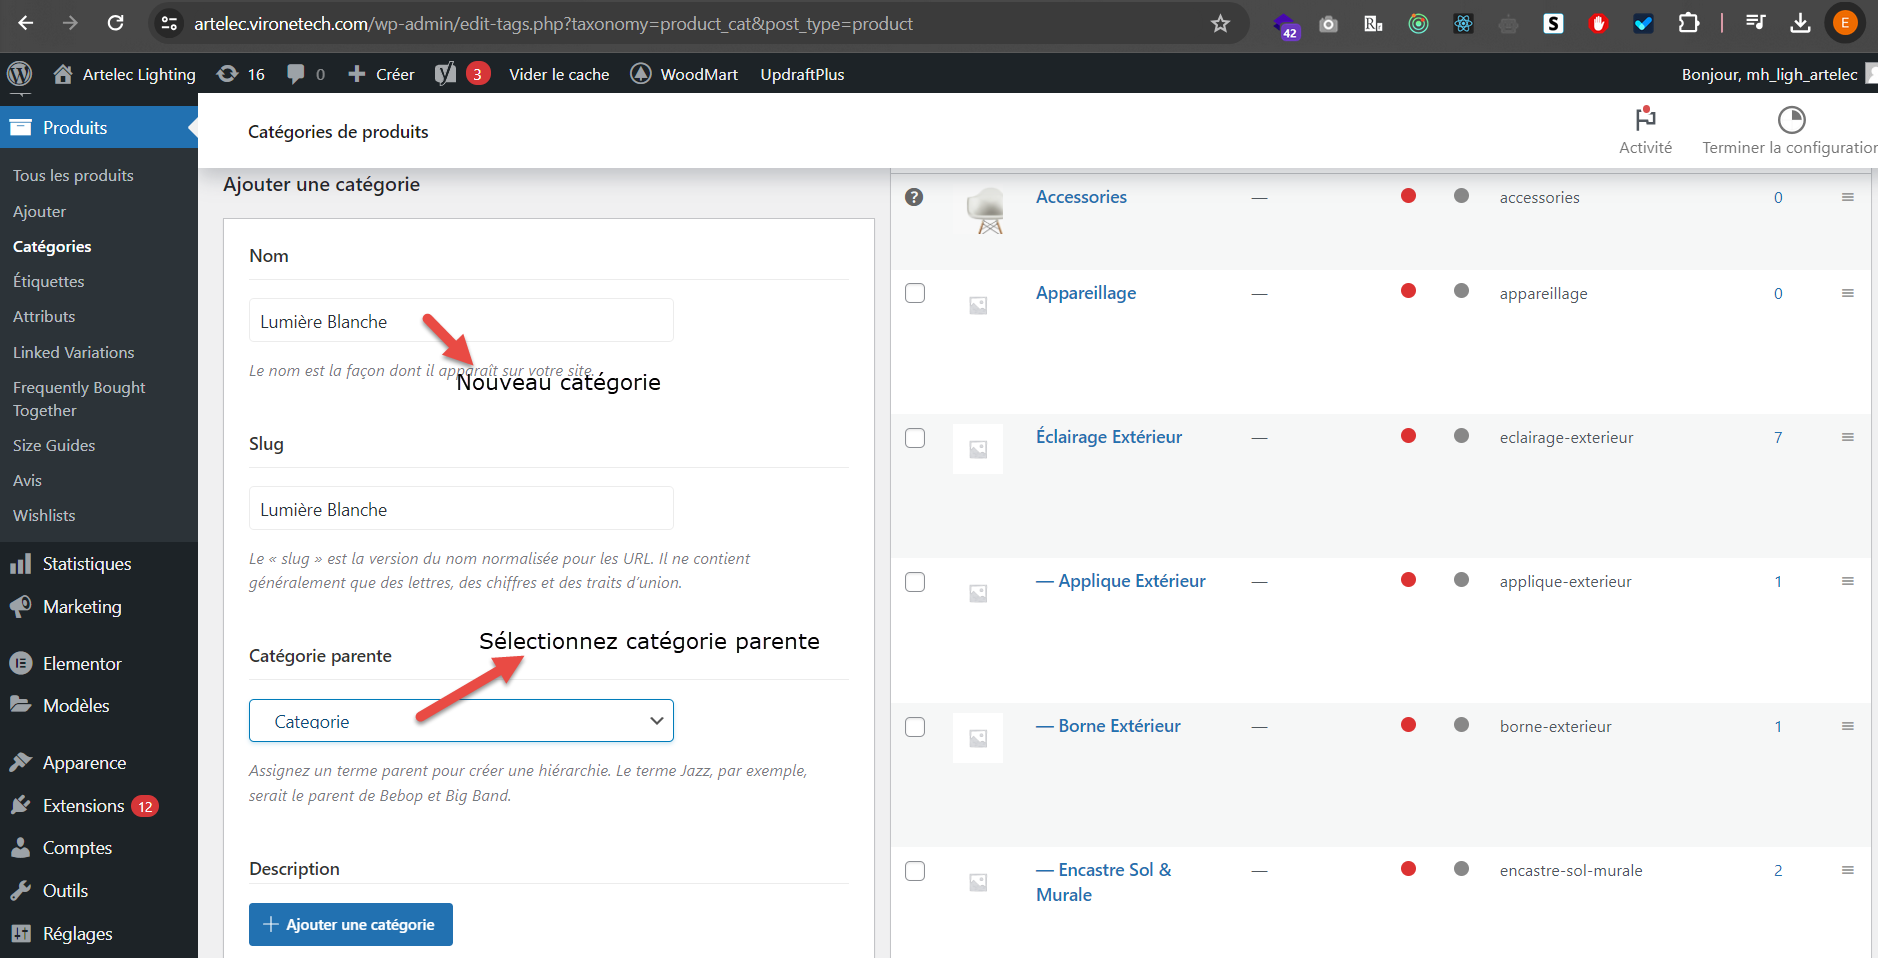 artelec.vironetech.com/wp-admin/edit-tags.php?taxonomy=product_cat&post_type=product
42
S
E
Artelec Lighting
16
0
Créer
3
Vider le cache
WoodMart
UpdraftPlus
Bonjour, mh_ligh_artelec
Produits
Tous les produits
Ajouter
Catégories
Étiquettes
Attributs
Linked Variations
Frequently Bought
Together
Size Guides
Avis
Wishlists
Statistiques
Marketing
Elementor
Modèles
Apparence
Extensions 12
Comptes
Outils
Réglages
Catégories de produits
Activité
Terminer la configuration
Ajouter une catégorie
Nom
Lumière Blanche
Le nom est la façon dont il apparaît sur votre site.
Nouveau catégorie
Slug
Lumière Blanche
Le « slug » est la version du nom normalisée pour les URL. Il ne contient
généralement que des lettres, des chiffres et des traits d’union.
Sélectionnez catégorie parente
Catégorie parente
Categorie
Assignez un terme parent pour créer une hiérarchie. Le terme Jazz, par exemple,
serait le parent de Bebop et Big Band.
Description
Ajouter une catégorie
Accessories — accessories 0
Appareillage — appareillage 0
Éclairage Extérieur — eclairage-exterieur 7
— Applique Extérieur — applique-exterieur 1
— Borne Extérieur — borne-exterieur 1
— Encastre Sol & — encastre-sol-murale 2
Murale